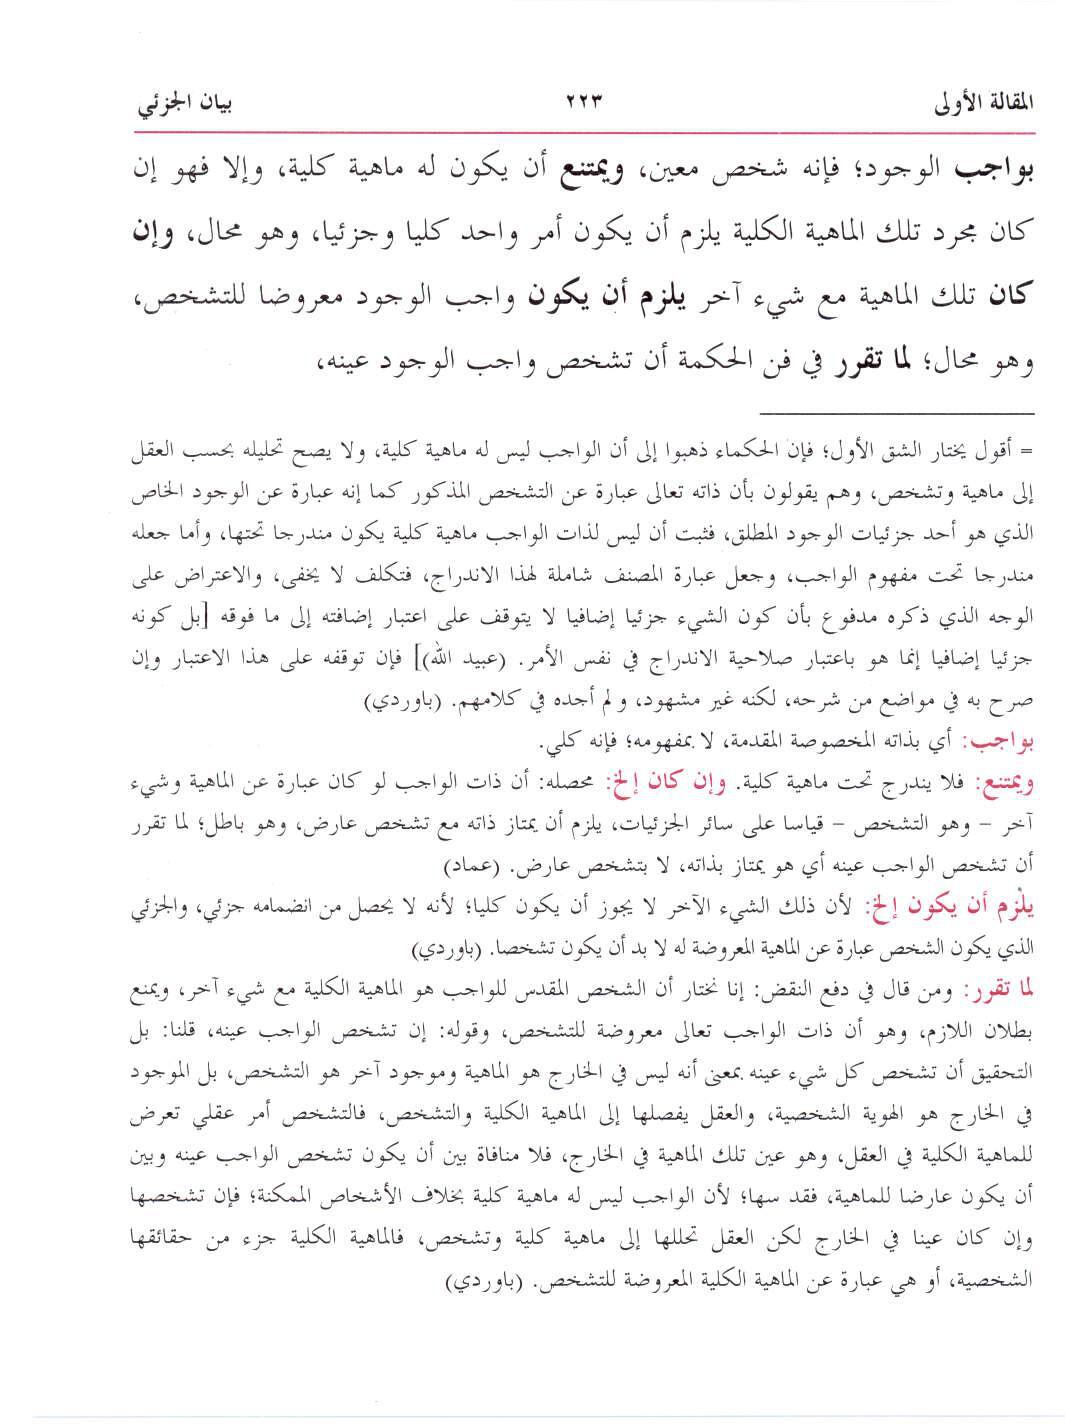 المقالة الأولى ٢٢٣ بيان الجزئي
بواجب الوجود؛ فإنه شخص معين، ويمتنع أن يكون له ماهية كلية، وإلا فهو إن
كان مجرد تلك الماهية الكلية يلزم أن يكون أمر واحد كليا وجزئيا، وهو محال، وإن
كان تلك الماهية مع شيء آخر يلزم أن يكون واجب الوجود معروضا للتشخص،
وهو محال؛ لما تقرر في فن الحكمة أن تشخص واجب الوجود عينه،
= أقول يختار الشق الأول؛ فإن الحكماء ذهبوا إلى أن الواجب ليس له ماهية كلية، ولا يصح تحليله بحسب العقل
إلى ماهية وتشخص، وهم يقولون بأن ذاته تعالى عبارة عن التشخص المذكور كما إنه عبارة عن الوجود الخاص
الذي هو أحد جزئيات الوجود المطلق، فثبت أن ليس لذات الواجب ماهية كلية يكون مندرجا تحتها، وأما جعله
مندرجا تحت مفهوم الواجب، وجعل عبارة المصنف شاملة لهذا الاندراج، فتكلف لا يخفى، والاعتراض على
الوجه الذي ذكره مدفوع بأن كون الشيء جزئيا إضافيا لا يتوقف على اعتبار إضافته إلى ما فوقه [بل كونه
جزئيا إضافيا إنما هو باعتبار صلاحية الاندراج في نفس الأمر. (عبيد الله)] فإن توقفه على هذا الاعتبار وإن
صرح به في مواضع من شرحه، لكنه غير مشهود، ولم أجده في كلامهم. (باوردي)
بواجب: أي بذاته المخصوصة المقدمة، لا بمفهومه؛ فإنه كلي.
ويمتنع: فلا يندرج تحت ماهية كلية. وإن كان إلخ: محصله: أن ذات الواجب لو كان عبارة عن الماهية وشيء
آخر – وهو التشخص – قياسا على سائر الجزئيات، يلزم أن يمتاز ذاته مع تشخص عارض، وهو باطل؛ لما تقرر
أن تشخص الواجب عينه أي هو يمتاز بذاته، لا بتشخص عارض. (عماد)
يلزم أن يكون إلخ: لأن ذلك الشيء الآخر لا يجوز أن يكون كليا؛ لأنه لا يحصل من انضمامه جزئي، والجزئي
الذي يكون الشخص عبارة عن الماهية المعروضة له لا بد أن يكون تشخصا. (باوردي)
لما تقرر: ومن قال في دفع النقض: إنا نختار أن الشخص المقدس للواجب هو الماهية الكلية مع شيء آخر، ويمنع
بطلان اللازم، وهو أن ذات الواجب تعالى معروضة للتشخص، وقوله: إن تشخص الواجب عينه، قلنا: بل
التحقيق أن تشخص كل شيء عينه بمعنى أنه ليس في الخارج هو الماهية وموجود آخر هو التشخص، بل الموجود
في الخارج هو الهوية الشخصية، والعقل يفصلها إلى الماهية الكلية والتشخص، فالتشخص أمر عقلي تعرض
للماهية الكلية في العقل، وهو عين تلك الماهية في الخارج، فلا منافاة بين أن يكون تشخص الواجب عينه وبين
أن يكون عارضا للماهية، فقد سها؛ لأن الواجب ليس له ماهية كلية بخلاف الأشخاص الممكنة؛ فإن تشخصها
وإن كان عينا في الخارج لكن العقل تحللها إلى ماهية كلية وتشخص، فالماهية الكلية جزء من حقائقها
الشخصية، أو هي عبارة عن الماهية الكلية المعروضة للتشخص. (باوردي)